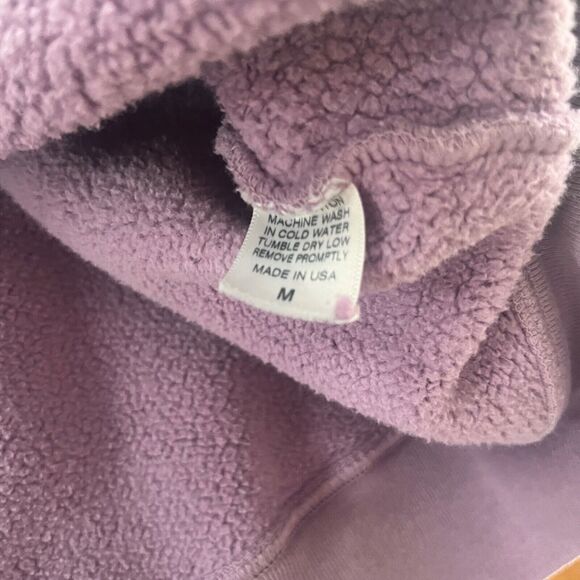 MACHINE WASH
IN COLD WATER
TUMBLE DRY LOW
REMOVE PROMPTLY
MADE IN USA
M